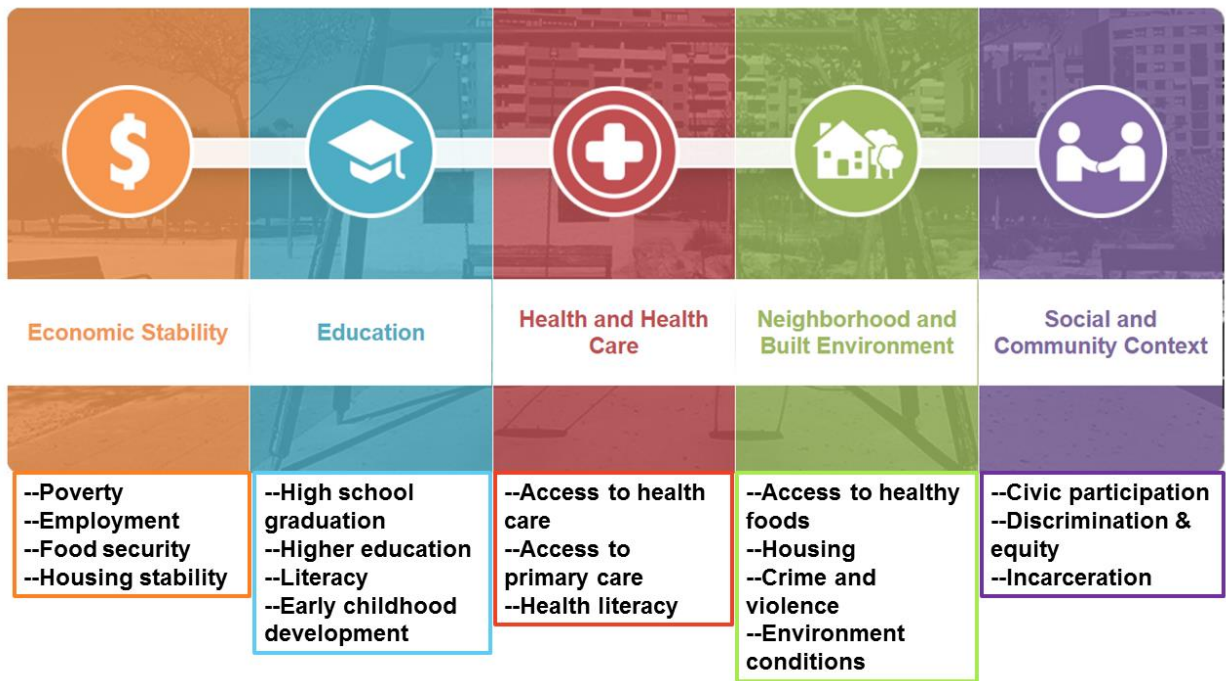 $
Economic Stability
Education
Health and Health
Care
Neighborhood and
Built Environment
Social and
Community Context
--Poverty
--Employment
--Food security
--Housing stability
--High school
graduation
--Higher education
--Literacy
--Early childhood
development
--Access to health
care
--Access to
primary care
--Health literacy
--Access to healthy
foods
--Housing
--Crime and
violence
--Environment
conditions
--Civic participation
--Discrimination &
equity
--Incarceration